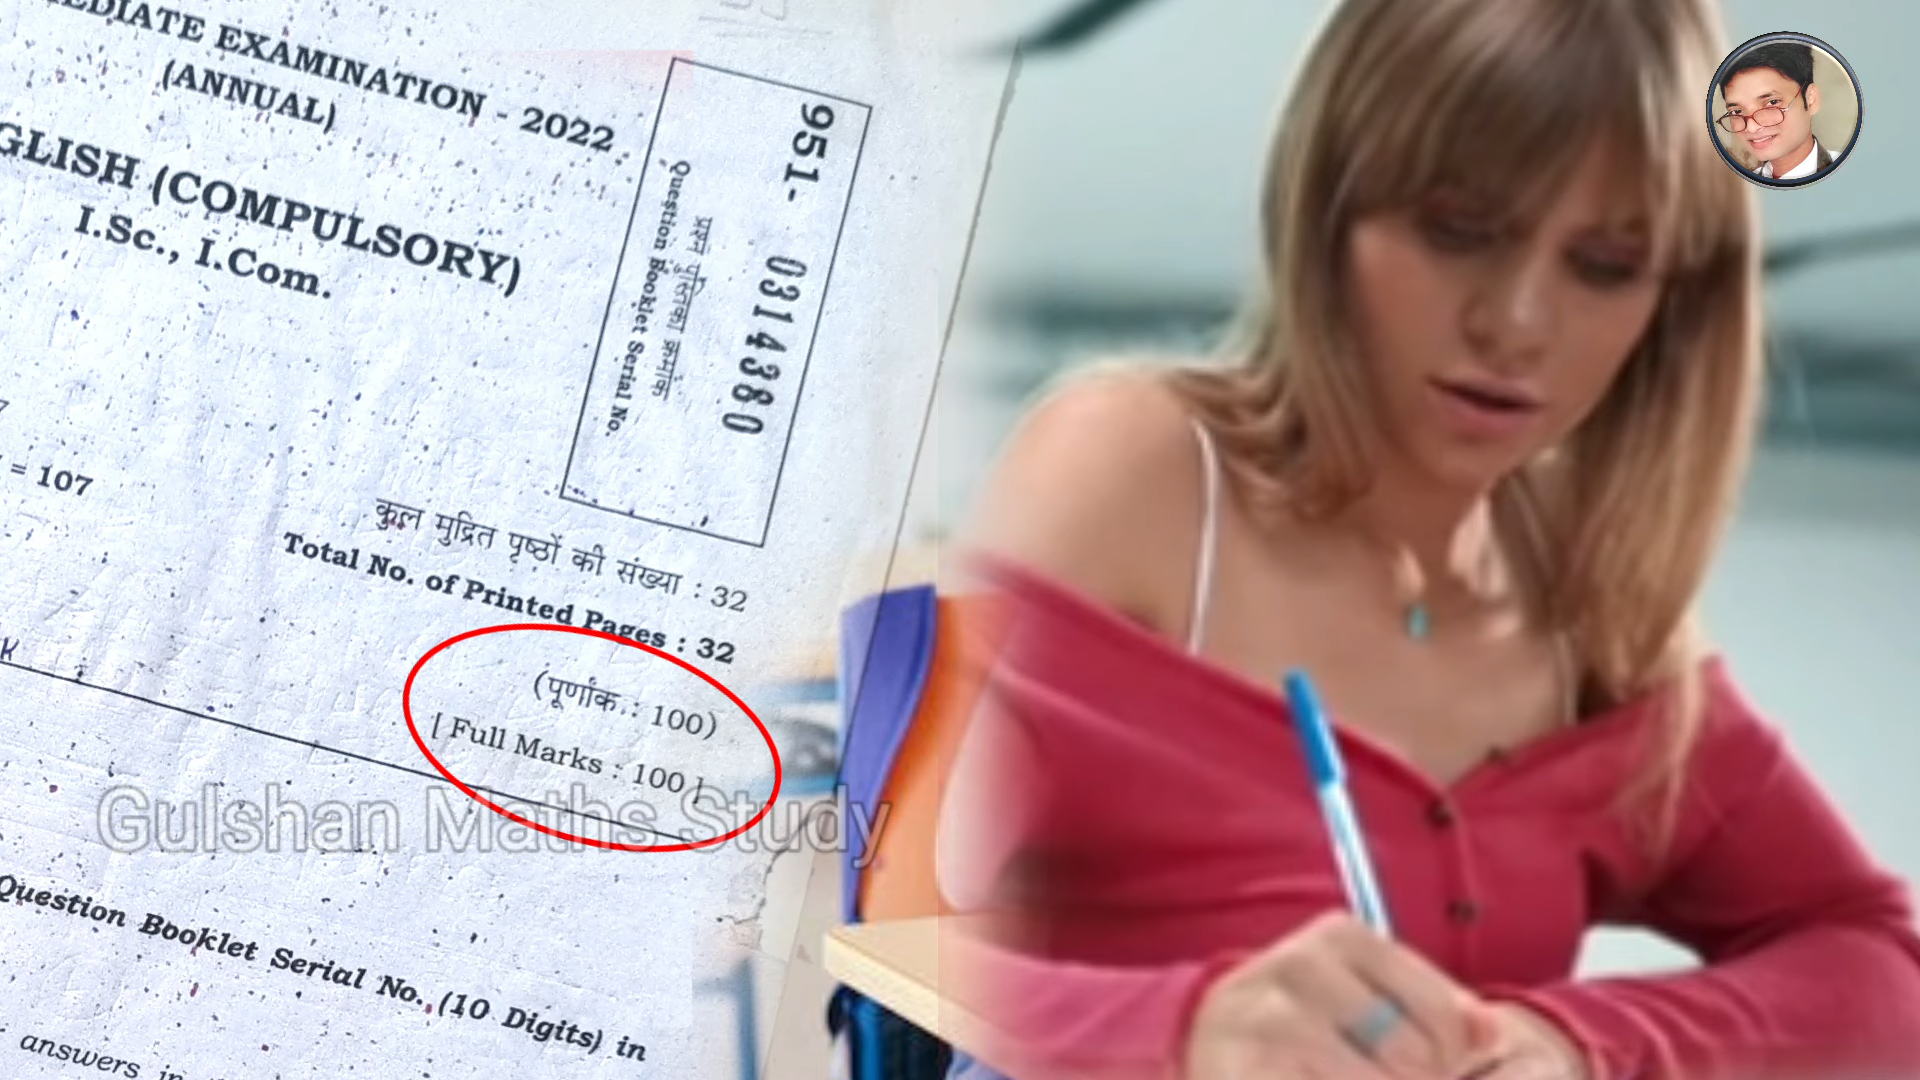 EDIATE EXAMINATION - 2022
(ANNUAL)
GLISH (COMPULSORY)
I.Sc., I.Com.
951- 0314380
प्रश्न पुस्तिका क्रमांक
Question Booklet Serial No.
= 107
कुल मुद्रित पृष्ठों की संख्या : 32
Total No. of Printed Pages : 32
(पूर्णांक : 100)
[ Full Marks : 100 ]
Gulshan Maths Study
Question Booklet Serial No. (10 Digits) in
answers in